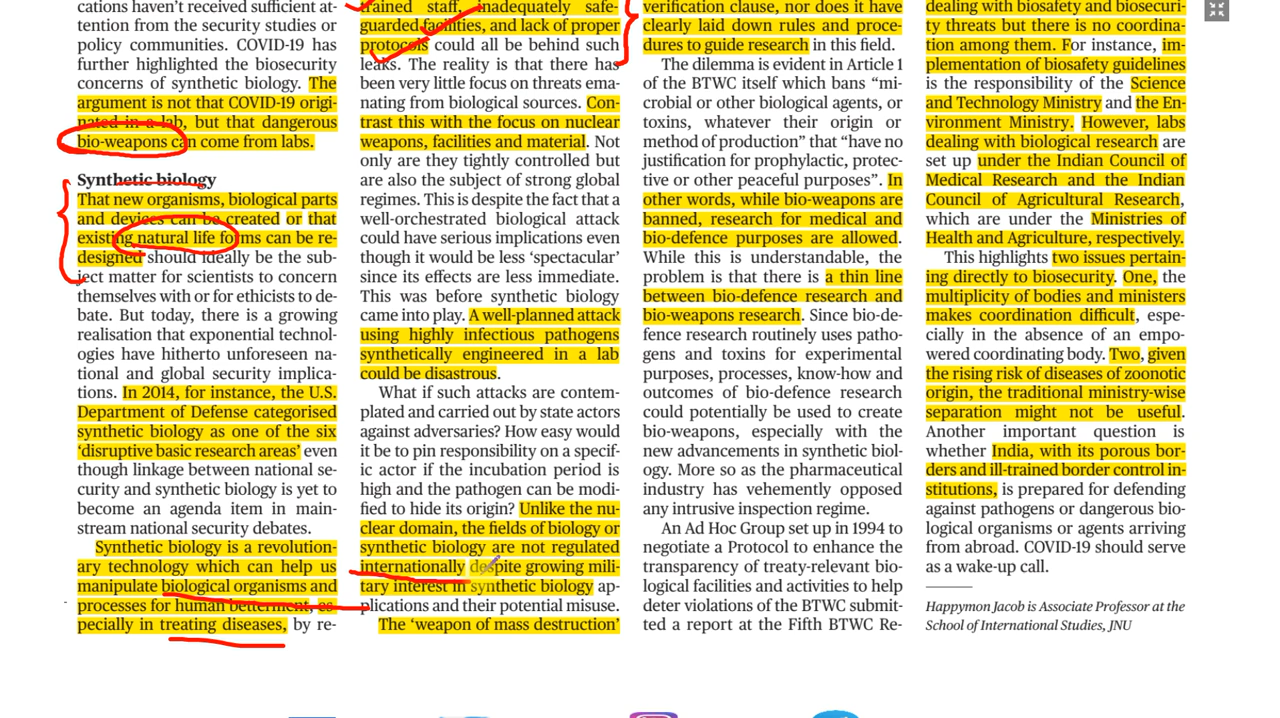 cations haven't received sufficient at-
tention from the security studies or
policy communities. COVID-19 has
further highlighted the biosecurity
concerns of synthetic biology. The
argument is not that COVID-19 origi-
nated in a lab, but that dangerous
bio-weapons can come from labs.
Synthetic biology
That new organisms, biological parts
and devices can be created or that
existing natural life forms can be re-
designed should ideally be the sub-
ject matter for scientists to concern
themselves with or for ethicists to de-
bate. But today, there is a growing
realisation that exponential technol-
ogies have hitherto unforeseen na-
tional and global security implica-
tions. In 2014, for instance, the U.S.
Department of Defense categorised
synthetic biology as one of the six
'disruptive basic research areas' even
though linkage between national se-
curity and synthetic biology is yet to
become an agenda item in main-
stream national security debates.
Synthetic biology is a revolution-
ary technology which can help us
manipulate biological organisms and
processes for human betterment, es-
pecially in treating diseases, by re-
trained staff, inadequately safe-
guarded facilities, and lack of proper
protocols could all be behind such
leaks. The reality is that there has
been very little focus on threats ema-
nating from biological sources. Con-
trast this with the focus on nuclear
weapons, facilities and material. Not
only are they tightly controlled but
are also the subject of strong global
regimes. This is despite the fact that a
well-orchestrated biological attack
could have serious implications even
though it would be less 'spectacular'
since its effects are less immediate.
This was before synthetic biology
came into play. A well-planned attack
using highly infectious pathogens
synthetically engineered in a lab
could be disastrous.
What if such attacks are contem-
plated and carried out by state actors
against adversaries? How easy would
it be to pin responsibility on a specif-
ic actor if the incubation period is
high and the pathogen can be modi-
fied to hide its origin? Unlike the nu-
clear domain, the fields of biology or
synthetic biology are not regulated
internationally despite growing mili-
tary interest in synthetic biology ap-
plications and their potential misuse.
The 'weapon of mass destruction'
verification clause, nor does it have
clearly laid down rules and proce-
dures to guide research in this field.
The dilemma is evident in Article 1
of the BTWC itself which bans "mi-
crobial or other biological agents, or
toxins, whatever their origin or
method of production" that "have no
justification for prophylactic, protec-
tive or other peaceful purposes". In
other words, while bio-weapons are
banned, research for medical and
bio-defence purposes are allowed.
While this is understandable, the
problem is that there is a thin line
between bio-defence research and
bio-weapons research. Since bio-de-
fence research routinely uses patho-
gens and toxins for experimental
purposes, processes, know-how and
outcomes of bio-defence research
could potentially be used to create
bio-weapons, especially with the
new advancements in synthetic biol-
ogy. More so as the pharmaceutical
industry has vehemently opposed
any intrusive inspection regime.
An Ad Hoc Group set up in 1994 to
negotiate a Protocol to enhance the
transparency of treaty-relevant bio-
logical facilities and activities to help
deter violations of the BTWC submit-
ted a report at the Fifth BTWC Re-
dealing with biosafety and biosecuri-
ty threats but there is no coordina-
tion among them. For instance, im-
plementation of biosafety guidelines
is the responsibility of the Science
and Technology Ministry and the En-
vironment Ministry. However, labs
dealing with biological research are
set up under the Indian Council of
Medical Research and the Indian
Council of Agricultural Research,
which are under the Ministries of
Health and Agriculture, respectively.
This highlights two issues pertain-
ing directly to biosecurity. One, the
multiplicity of bodies and ministers
makes coordination difficult, espe-
cially in the absence of an empo-
wered coordinating body. Two, given
the rising risk of diseases of zoonotic
origin, the traditional ministry-wise
separation might not be useful.
Another important question is
whether India, with its porous bor-
ders and ill-trained border control in-
stitutions, is prepared for defending
against pathogens or dangerous bio-
logical organisms or agents arriving
from abroad. COVID-19 should serve
as a wake-up call.
Happymon Jacob is Associate Professor at the
School of International Studies, JNU